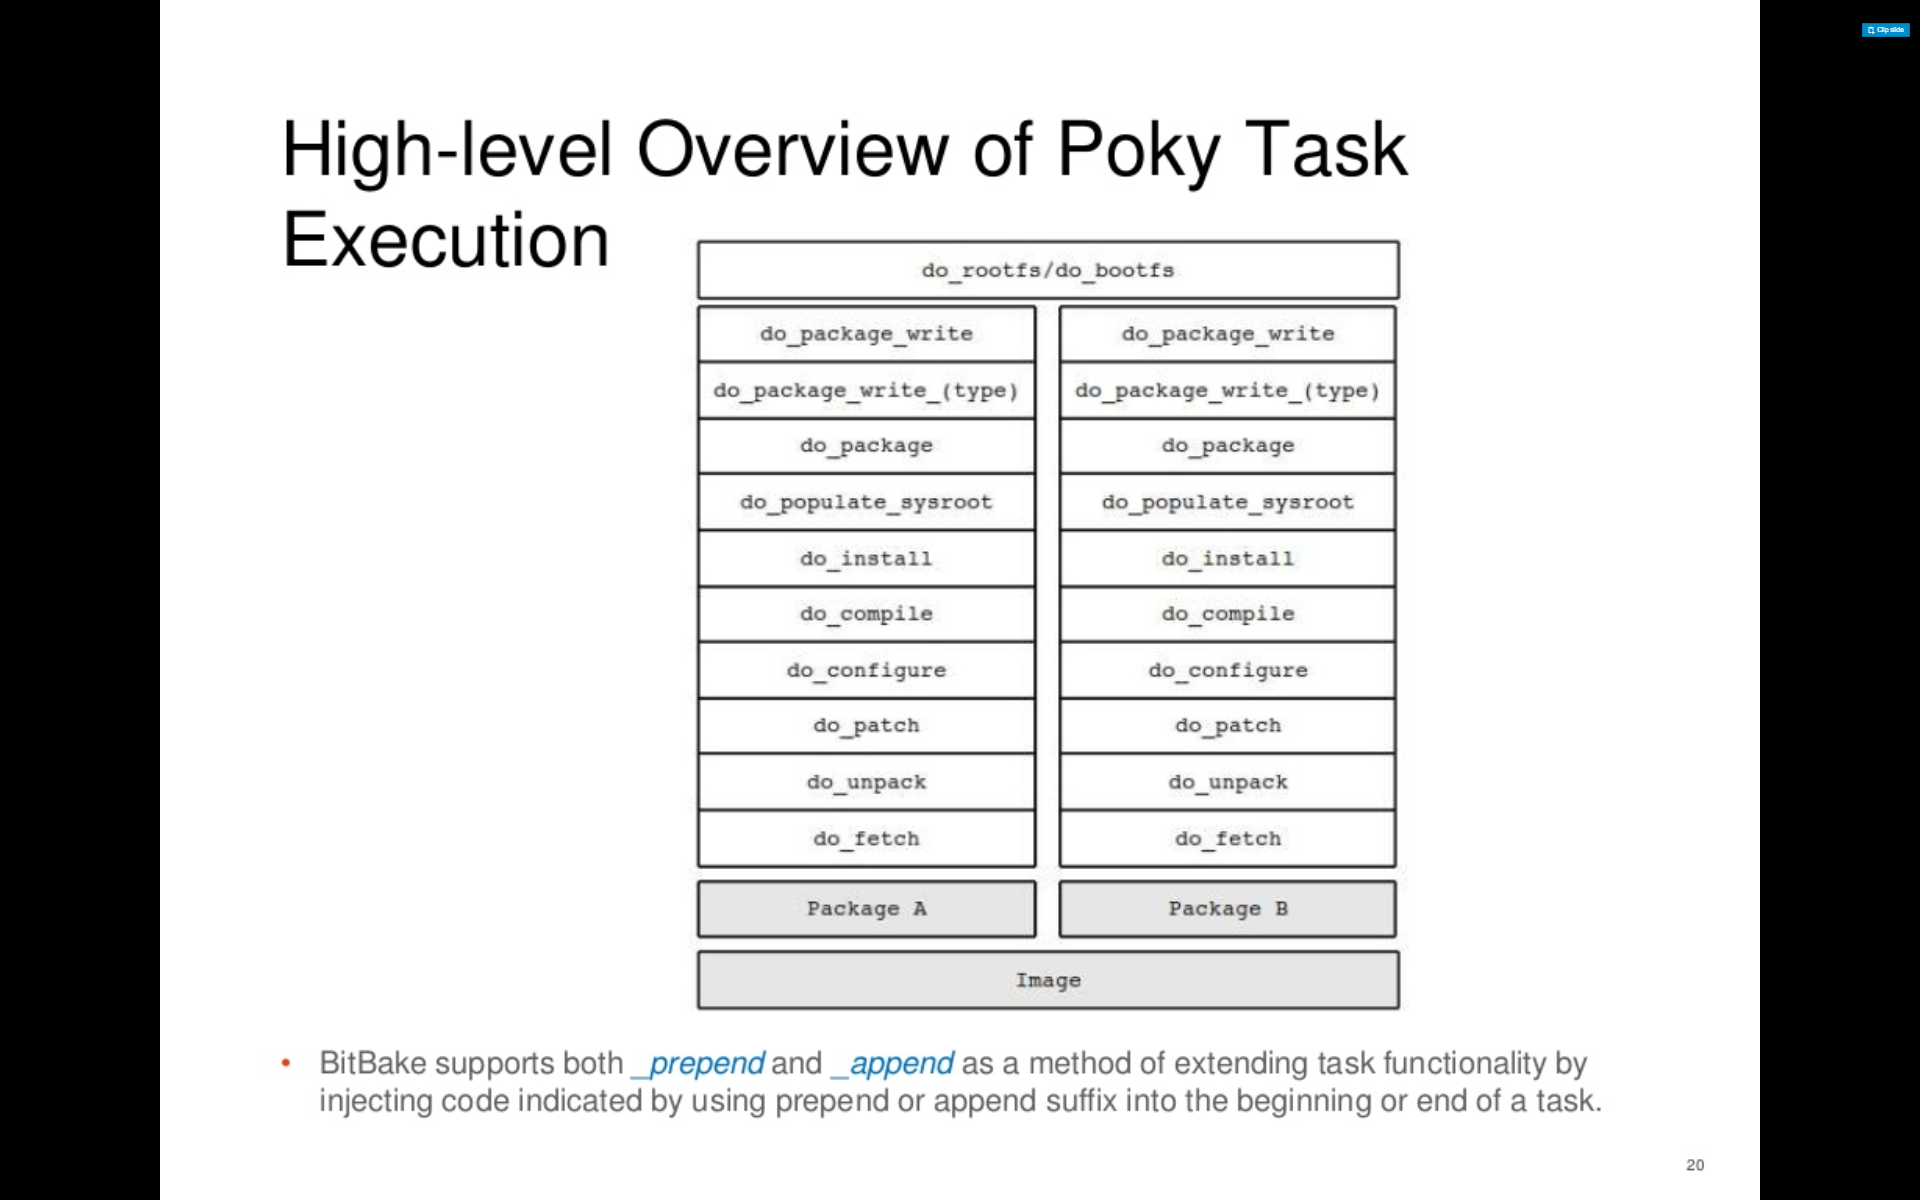 Clip slide
High-level Overview of Poky Task
Execution
do_rootfs/do_bootfs
do_package_write do_package_write
do_package_write_(type) do_package_write_(type)
do_package do_package
do_populate_sysroot do_populate_sysroot
do_install do_install
do_compile do_compile
do_configure do_configure
do_patch do_patch
do_unpack do_unpack
do_fetch do_fetch
Package A Package B
Image
• BitBake supports both _prepend and _append as a method of extending task functionality by
injecting code indicated by using prepend or append suffix into the beginning or end of a task.
20